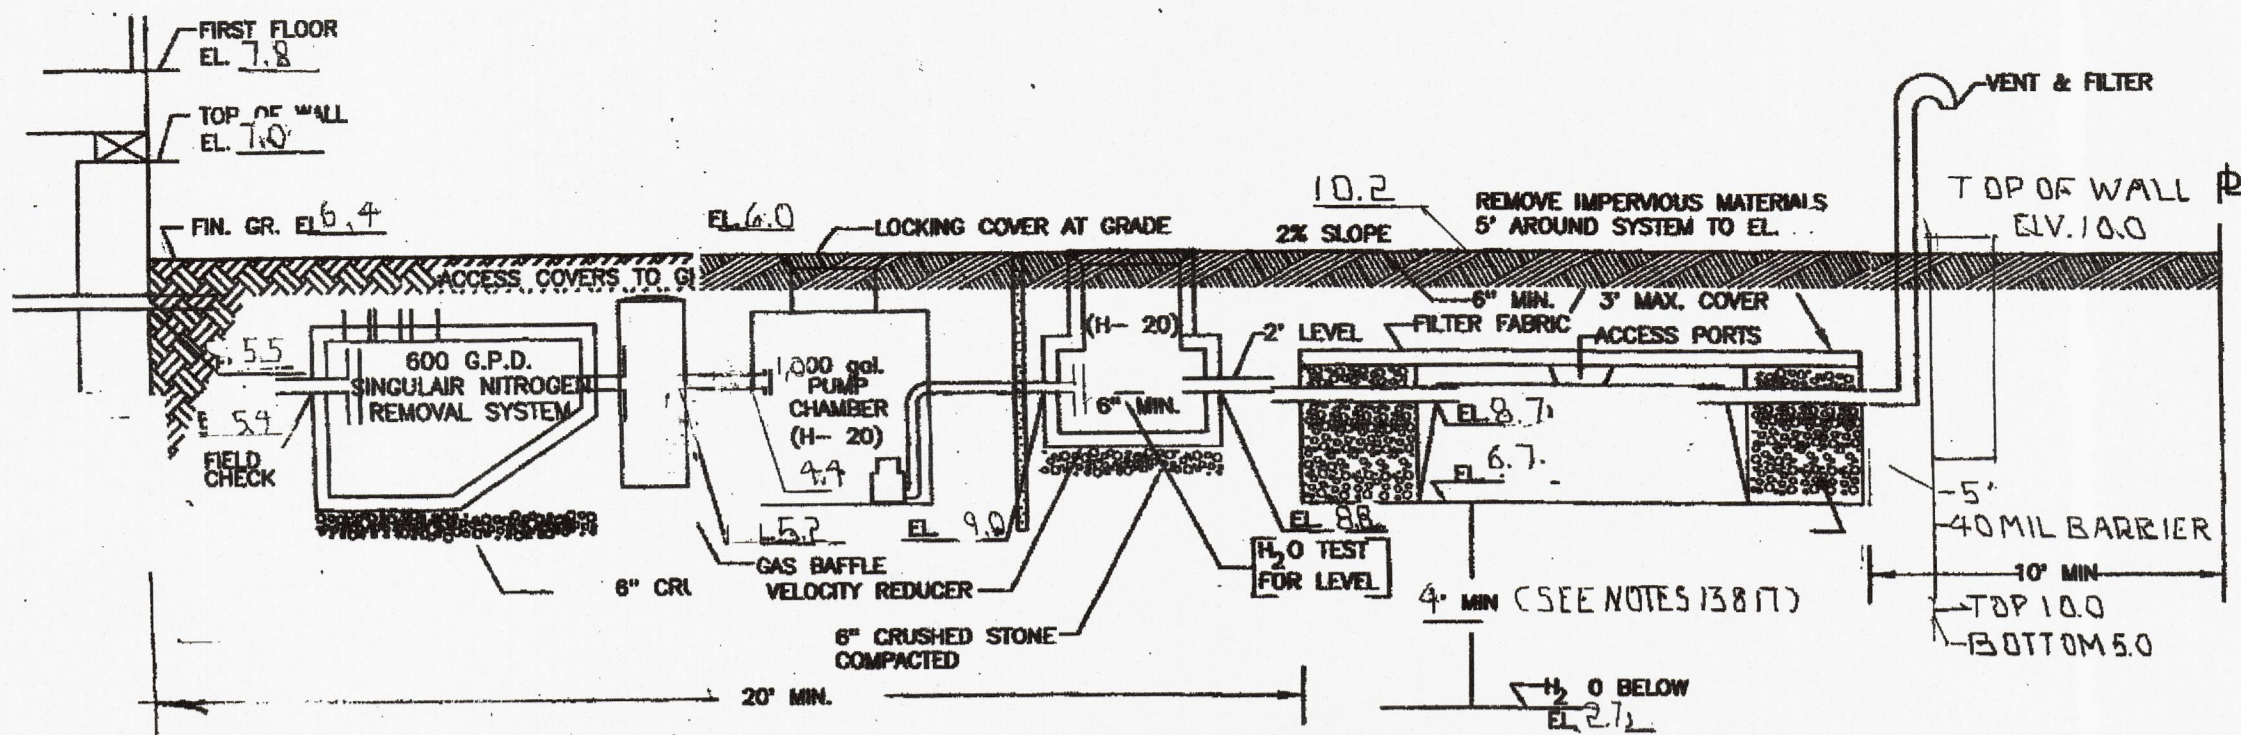 FIRST FLOOR
EL. 7.8
TOP OF WALL
EL. 7.0
FIN. GR. EL 6.4
EL. 6.0
LOCKING COVER AT GRADE
10.2
2% SLOPE
REMOVE IMPERVIOUS MATERIALS
5' AROUND SYSTEM TO EL.
VENT & FILTER
TOP OF WALL
ELV. 10.0
ACCESS COVERS TO G
6" MIN.
3' MAX. COVER
FILTER FABRIC
ACCESS PORTS
2' LEVEL
(H- 20)
6" MIN.
5.5
5.4
FIELD
CHECK
600 G.P.D.
SINGULAIR NITROGEN
REMOVAL SYSTEM
1,000 gal.
PUMP
CHAMBER
(H- 20)
4.4
EL. 8.7
EL. 6.7
L. 5.2
EL. 9.0
EL. 8.8
GAS BAFFLE
VELOCITY REDUCER
6" CRU
6" CRUSHED STONE
COMPACTED
H2O TEST
FOR LEVEL
4' MIN (SEE NOTES 13 & 17)
20' MIN.
H2O BELOW
EL. 2.7
5'
40 MIL BARRIER
10' MIN
TOP 10.0
BOTTOM 5.0